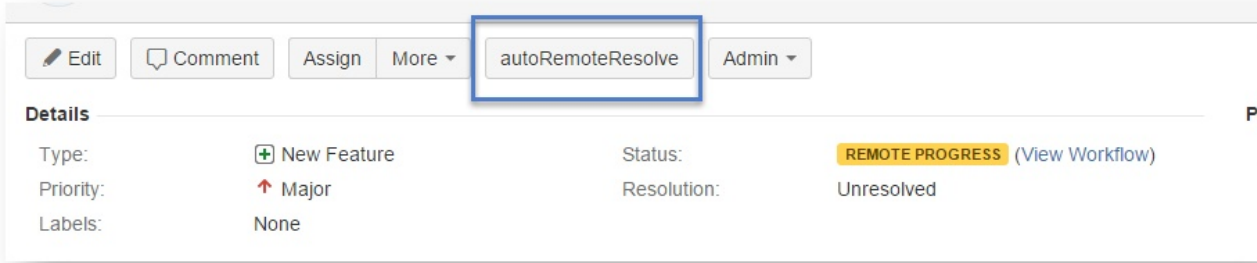 Edit Comment Assign More autoRemoteResolve Admin
Details P
Type: New Feature Status: REMOTE PROGRESS (View Workflow)
Priority: Major Resolution: Unresolved
Labels: None